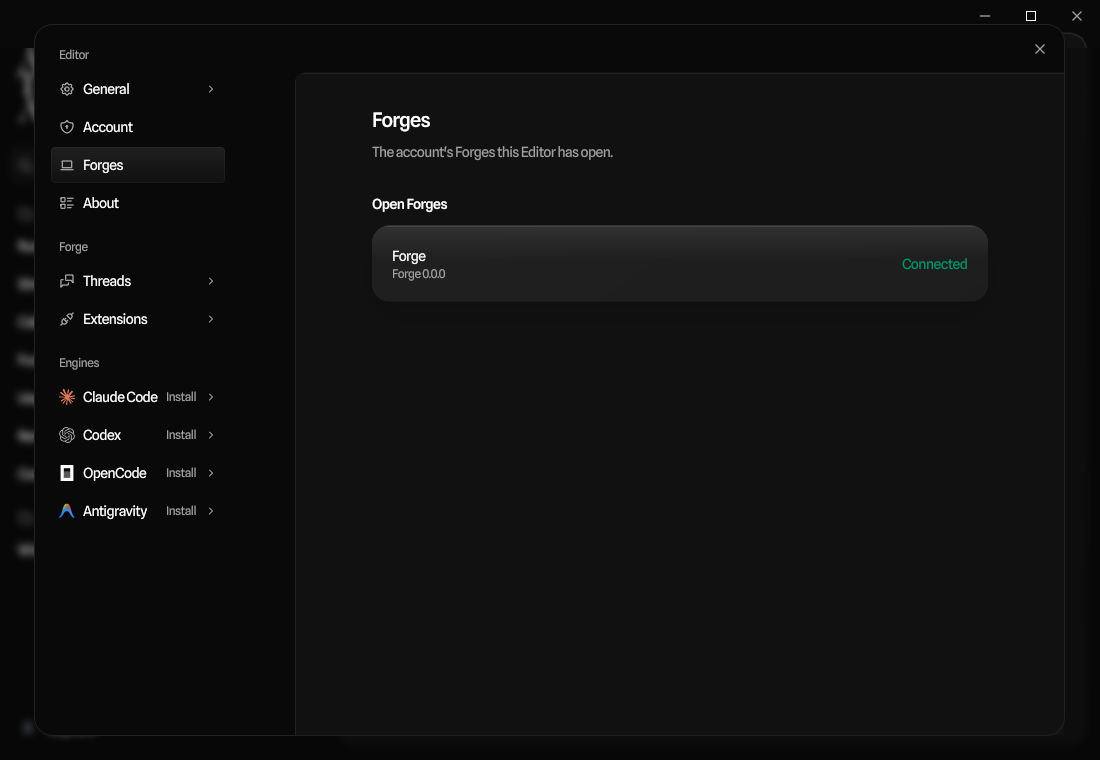 Editor
General
Account
Forges
About
Forge
Threads
Extensions
Engines
Claude Code Install
Codex Install
OpenCode Install
Antigravity Install
Forges
The account's Forges this Editor has open.
Open Forges
Forge
Forge 0.0.0
Connected